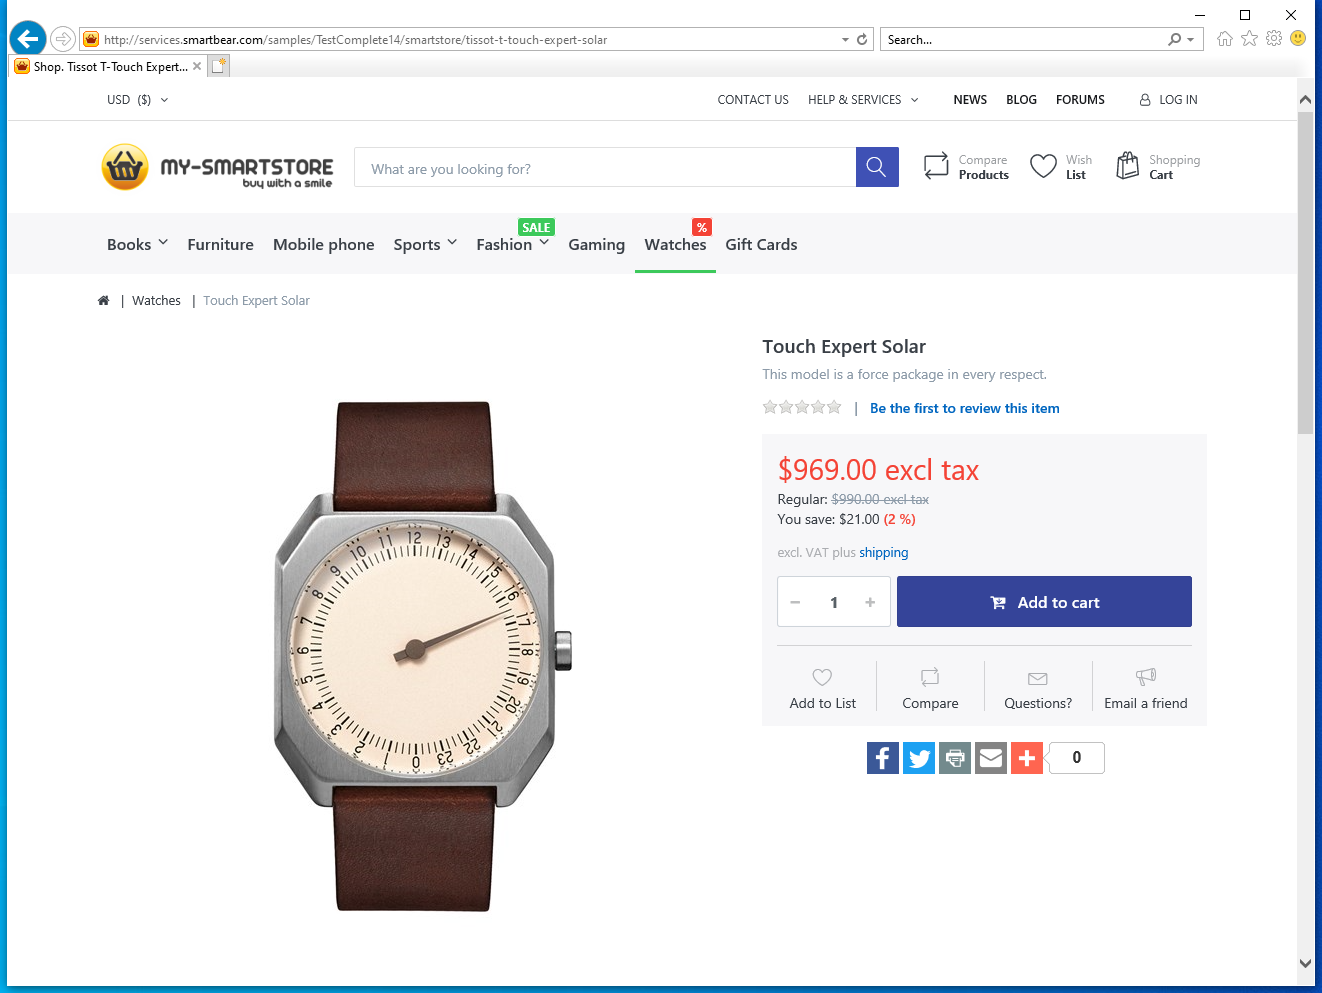 http://services.smartbear.com/samples/TestComplete14/smartstore/tissot-t-touch-expert-solar
Search...
Shop. Tissot T-Touch Expert...
USD ($)
CONTACT US
HELP & SERVICES
NEWS
BLOG
FORUMS
LOG IN
MY-SMARTSTORE
buy with a smile
What are you looking for?
Compare
Products
Wish
List
Shopping
Cart
SALE
%
Books
Furniture
Mobile phone
Sports
Fashion
Gaming
Watches
Gift Cards
| Watches | Touch Expert Solar
Touch Expert Solar
This model is a force package in every respect.
| Be the first to review this item
$969.00 excl tax
Regular: $990.00 excl tax
You save: $21.00 (2 %)
excl. VAT plus shipping
1
Add to cart
Add to List
Compare
Questions?
Email a friend
0
12
13
14
15
16
17
18
19
20
21
22
23
0
1
2
3
4
5
6
7
8
9
10
11